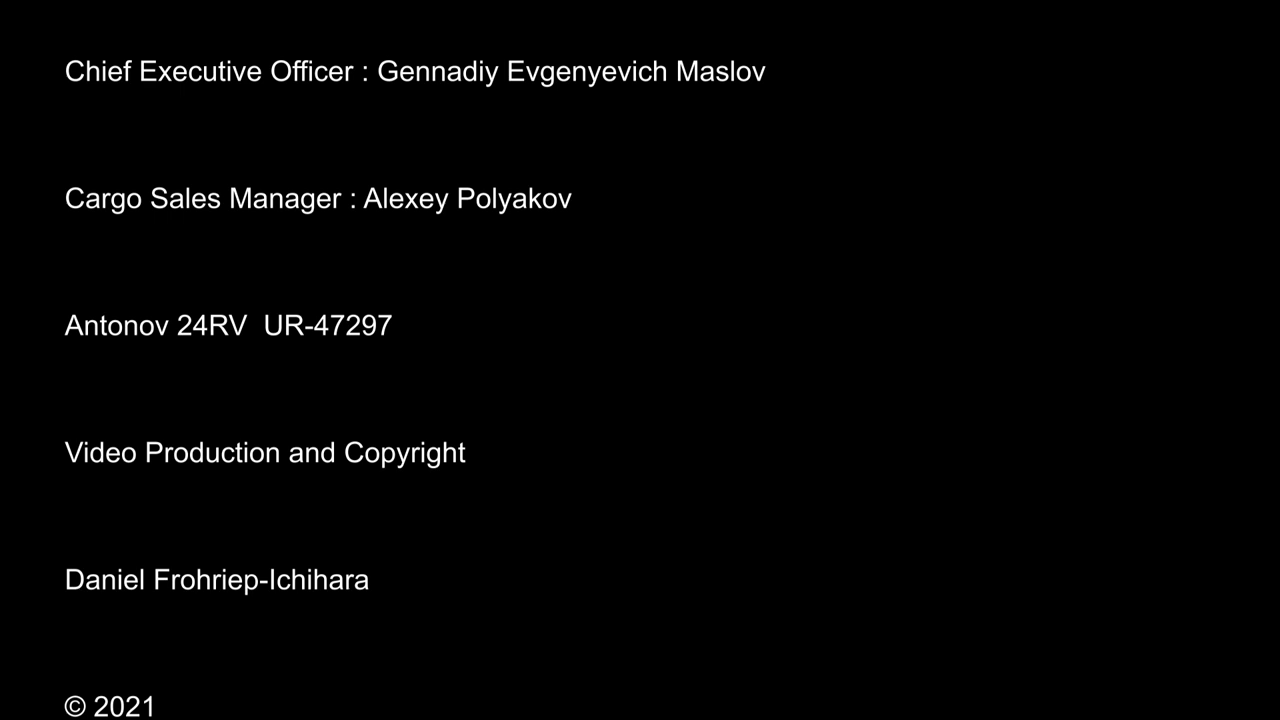 Chief Executive Officer : Gennadiy Evgenyevich Maslov
Cargo Sales Manager : Alexey Polyakov
Antonov 24RV  UR-47297
Video Production and Copyright
Daniel Frohriep-Ichihara
© 2021